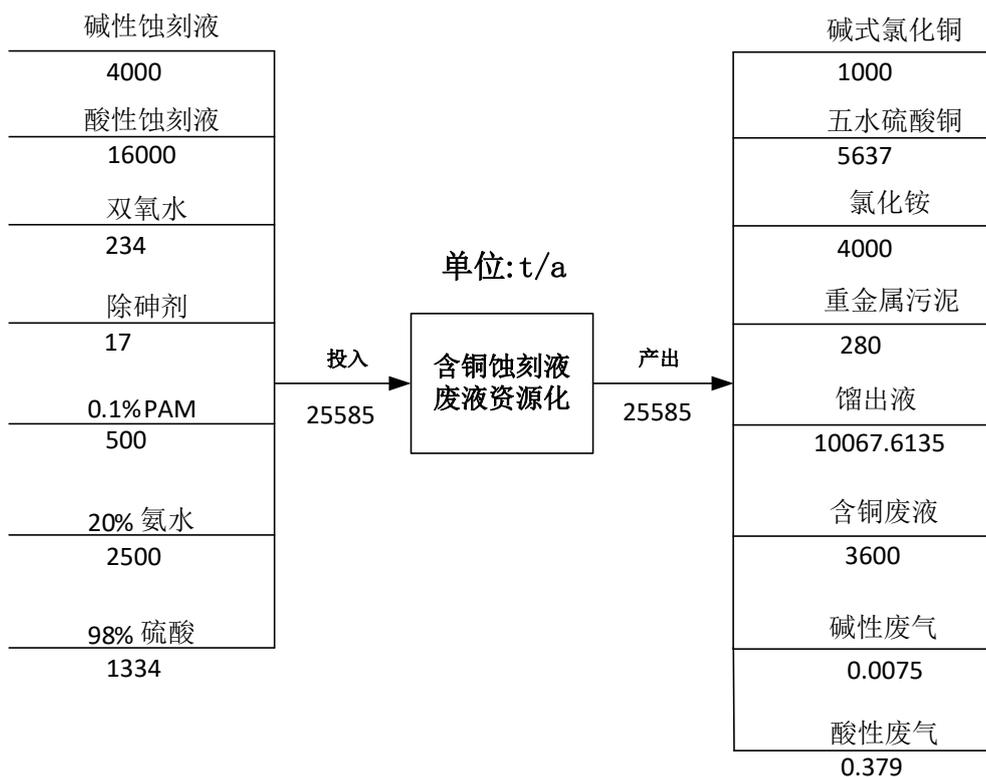 碱性蚀刻液
4000
酸性蚀刻液
16000
双氧水
234
除砷剂
17
0.1%PAM
500
20%氨水
2500
98%硫酸
1334
投入
25585
单位:t/a
含铜蚀刻液
废液资源化
产出
25585
碱式氯化铜
1000
五水硫酸铜
5637
氯化铵
4000
重金属污泥
280
馏出液
10067.6135
含铜废液
3600
碱性废气
0.0075
酸性废气
0.379